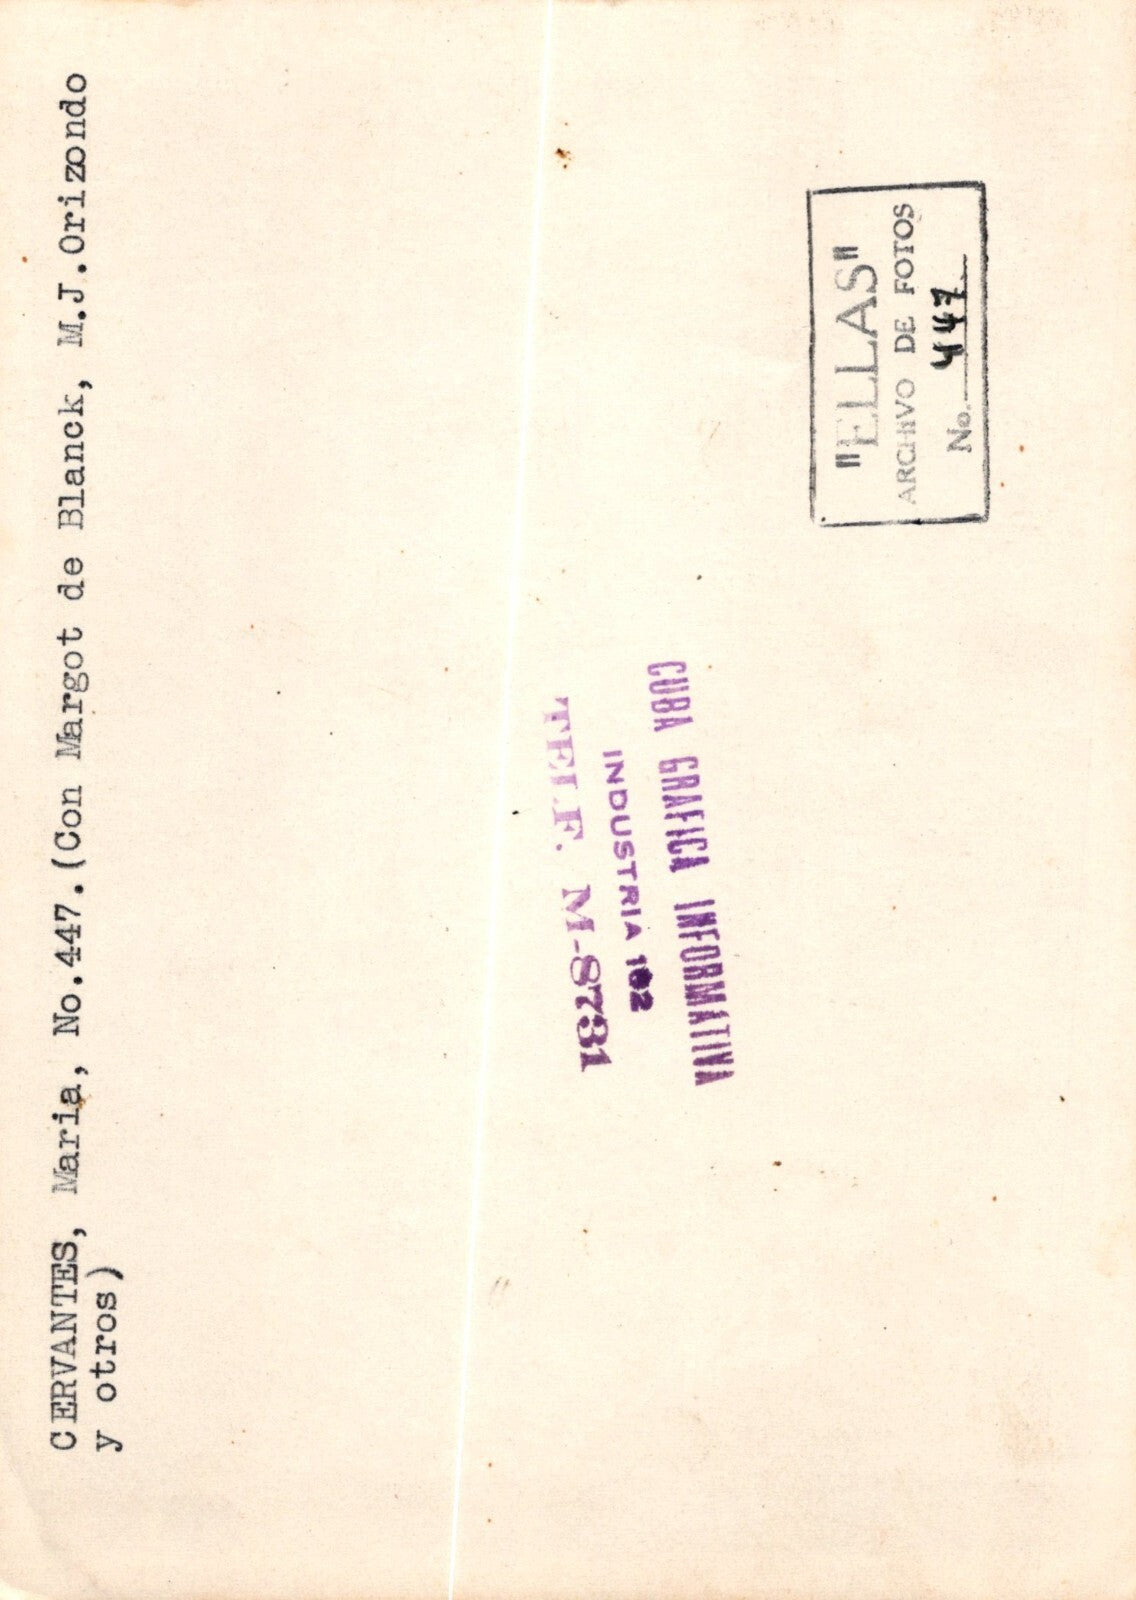 CERVANTES, Maria, No.447.(Con Margot de Blanck, M.J.Orizondo
y otros)
CUBA GRAFICA INFORMATIVA
INDUSTRIA 162
TELF. M-8731
"ELLAS"
ARCHIVO DE FOTOS
No. 447